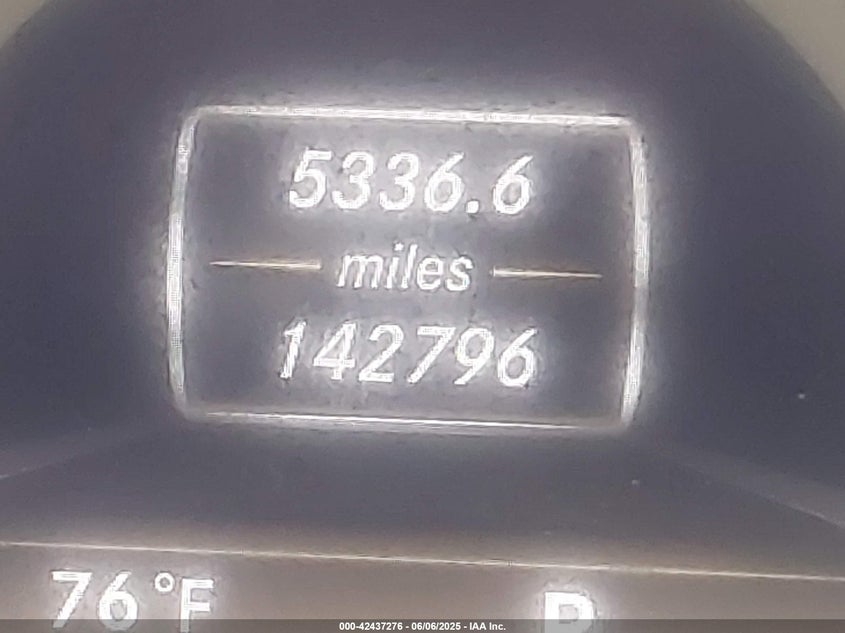 5336.6
miles
142796
76°F P
000-42437276 - 06/06/2025 - IAA Inc.